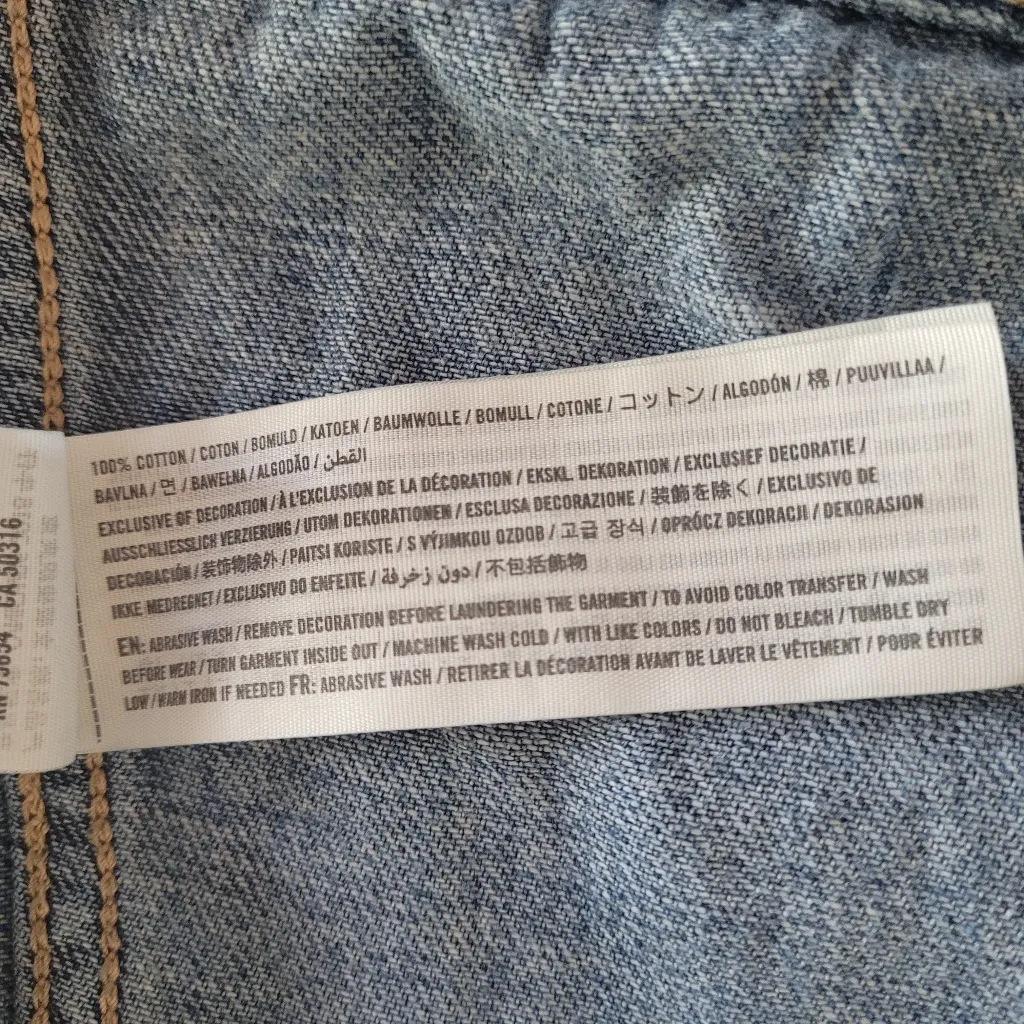 100% COTTON / COTON / BOMULD / KATOEN / BAUMWOLLE / BOMULL / COTONE / コットン / ALGODÓN / 棉 / PUUVILLAA /
BAVLNA / 면 / BAWEŁNA / ALGODÃO / القطن
EXCLUSIVE OF DECORATION / À L'EXCLUSION DE LA DÉCORATION / EKSKL. DEKORATION / EXCLUSIEF DECORATIE /
AUSSCHLIESSLICH VERZIERUNG / UTOM DEKORATIONEN / ESCLUSA DECORAZIONE / 装飾を除く / EXCLUSIVO DE
DECORACIÓN / 装饰物除外 / PAITSI KORISTE / S VÝJIMKOU OZDOB / 고급 장식 / OPRÓCZ DEKORACJI / DEKORASJON
IKKE MEDREGNET / EXCLUSIVO DO ENFEITE / دون زخرفة / 不包括飾物
EN: ABRASIVE WASH / REMOVE DECORATION BEFORE LAUNDERING THE GARMENT / TO AVOID COLOR TRANSFER / WASH
BEFORE WEAR / TURN GARMENT INSIDE OUT / MACHINE WASH COLD / WITH LIKE COLORS / DO NOT BLEACH / TUMBLE DRY
LOW / WARM IRON IF NEEDED FR: ABRASIVE WASH / RETIRER LA DÉCORATION AVANT DE LAVER LE VÊTEMENT / POUR ÉVITER
CA 50316